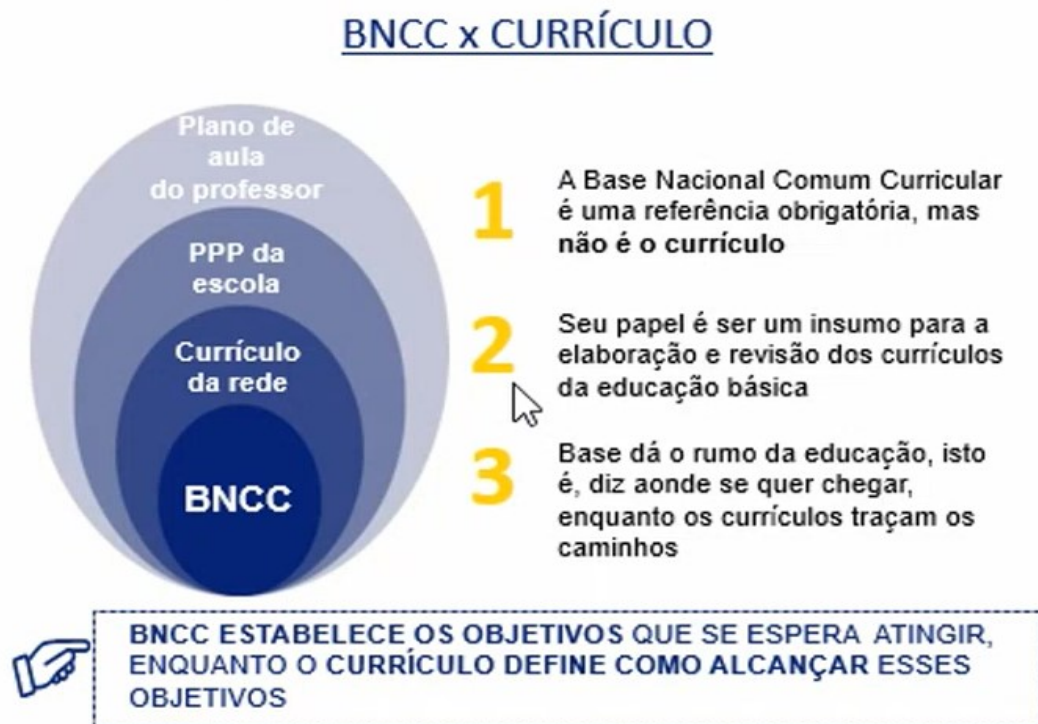 BNCC x CURRÍCULO
Plano de
aula
do professor
PPP da
escola
Currículo
da rede
BNCC
1
A Base Nacional Comum Curricular
é uma referência obrigatória, mas
não é o currículo
2
Seu papel é ser um insumo para a
elaboração e revisão dos currículos
da educação básica
3
Base dá o rumo da educação, isto
é, diz aonde se quer chegar,
enquanto os currículos traçam os
caminhos
BNCC ESTABELECE OS OBJETIVOS QUE SE ESPERA ATINGIR,
ENQUANTO O CURRÍCULO DEFINE COMO ALCANÇAR ESSES
OBJETIVOS